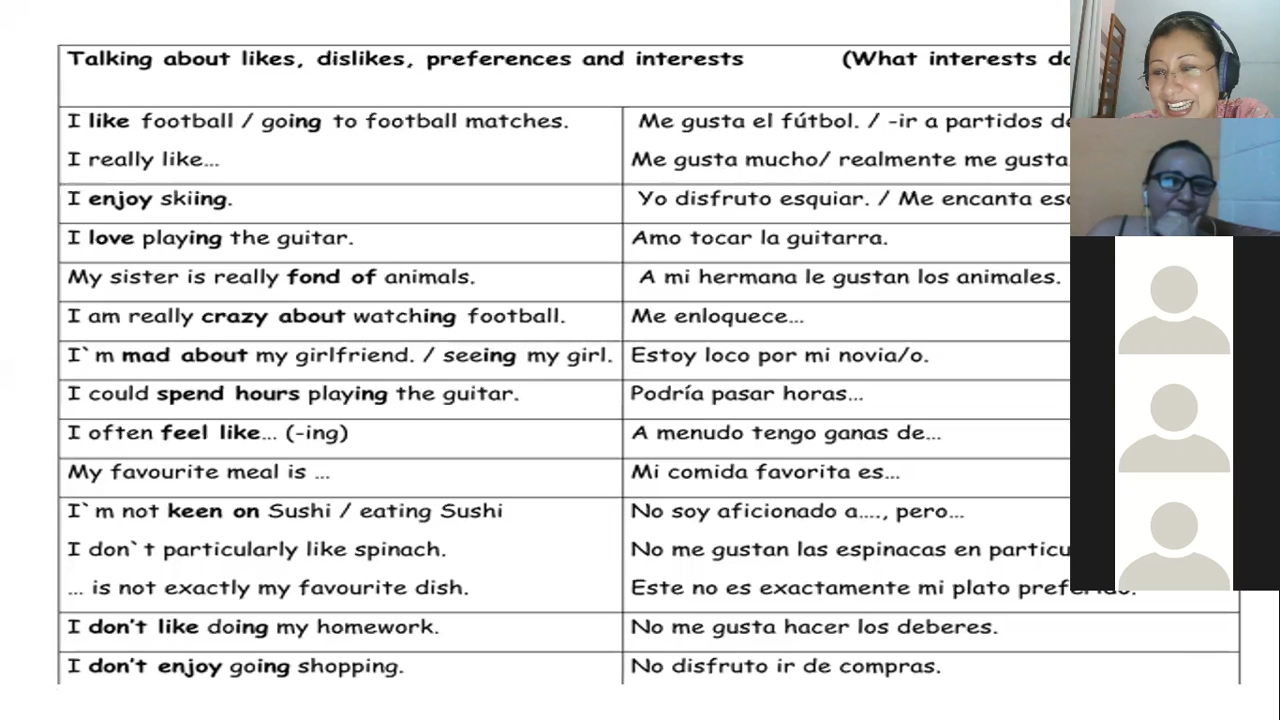 Talking about likes, dislikes, preferences and interests (What interests
I like football / going to football matches. Me gusta el fútbol. / -ir a partidos
I really like... Me gusta mucho/ realmente me gusta
I enjoy skiing. Yo disfruto esquiar. / Me encanta
I love playing the guitar. Amo tocar la guitarra.
My sister is really fond of animals. A mi hermana le gustan los animales.
I am really crazy about watching football. Me enloquece...
I`m mad about my girlfriend. / seeing my girl. Estoy loco por mi novia/o.
I could spend hours playing the guitar. Podría pasar horas...
I often feel like... (-ing) A menudo tengo ganas de...
My favourite meal is ... Mi comida favorita es...
I`m not keen on Sushi / eating Sushi No soy aficionado a...., pero...
I don`t particularly like spinach. No me gustan las espinacas en
... is not exactly my favourite dish. Este no es exactamente mi plato
I don't like doing my homework. No me gusta hacer los deberes.
I don't enjoy going shopping. No disfruto ir de compras.